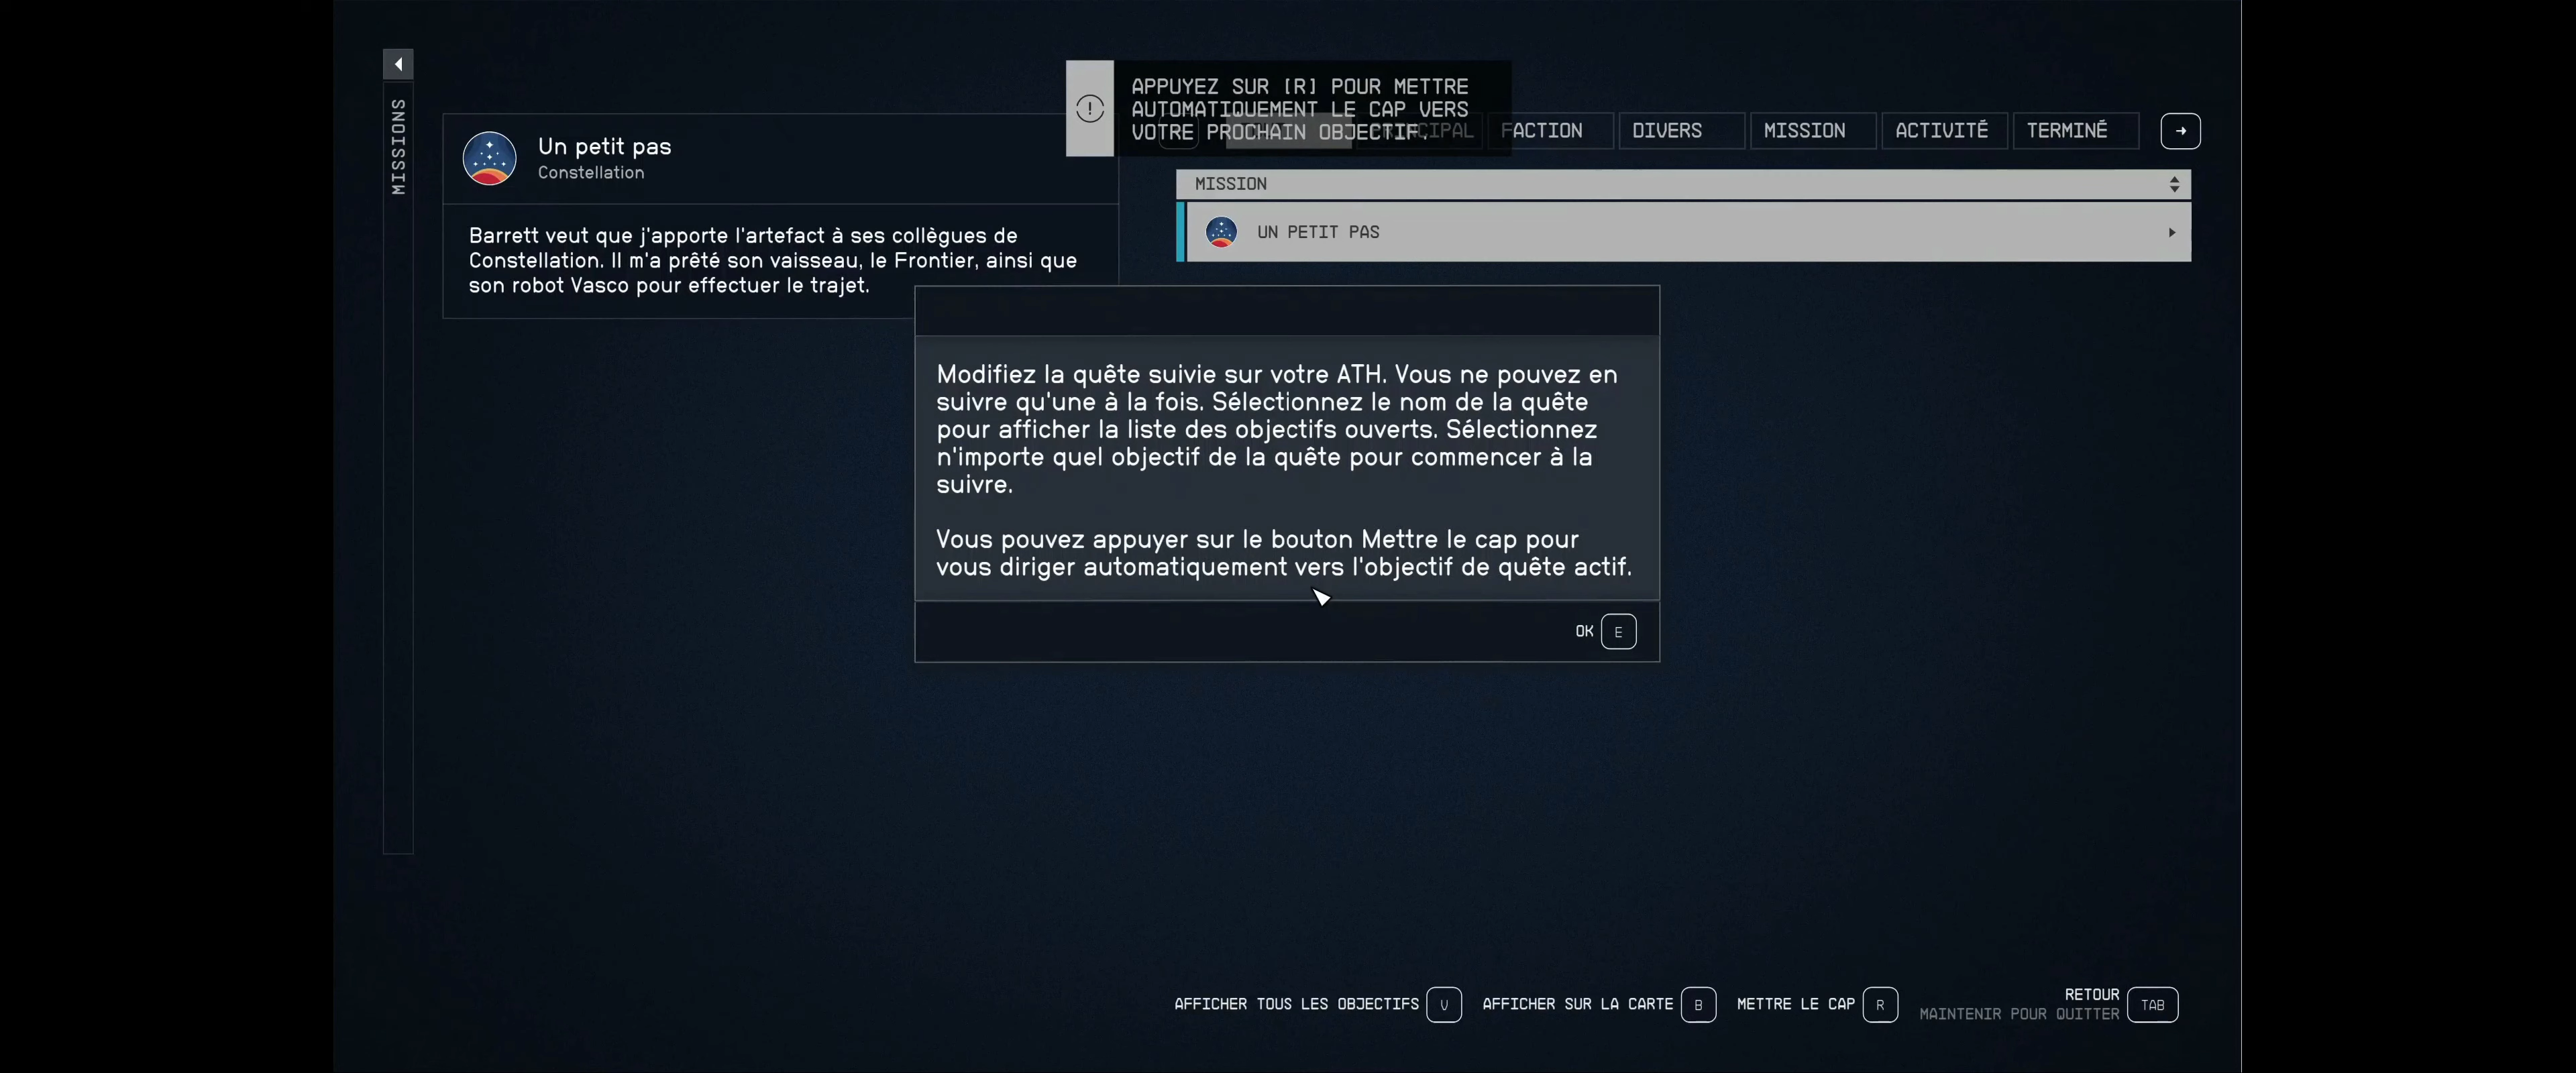 MISSIONS
APPUYEZ SUR [R] POUR METTRE
AUTOMATIQUEMENT LE CAP VERS
VOTRE PROCHAIN OBJECTIF.
PRINCIPAL
FACTION
DIVERS
MISSION
ACTIVITÉ
TERMINÉ
Un petit pas
Constellation
Barrett veut que j'apporte l'artefact à ses collègues de
Constellation. Il m'a prêté son vaisseau, le Frontier, ainsi que
son robot Vasco pour effectuer le trajet.
MISSION
UN PETIT PAS
Modifiez la quête suivie sur votre ATH. Vous ne pouvez en
suivre qu'une à la fois. Sélectionnez le nom de la quête
pour afficher la liste des objectifs ouverts. Sélectionnez
n'importe quel objectif de la quête pour commencer à la
suivre.
Vous pouvez appuyer sur le bouton Mettre le cap pour
vous diriger automatiquement vers l'objectif de quête actif.
OK E
AFFICHER TOUS LES OBJECTIFS V
AFFICHER SUR LA CARTE B
METTRE LE CAP R
RETOUR
MAINTENIR POUR QUITTER
TAB